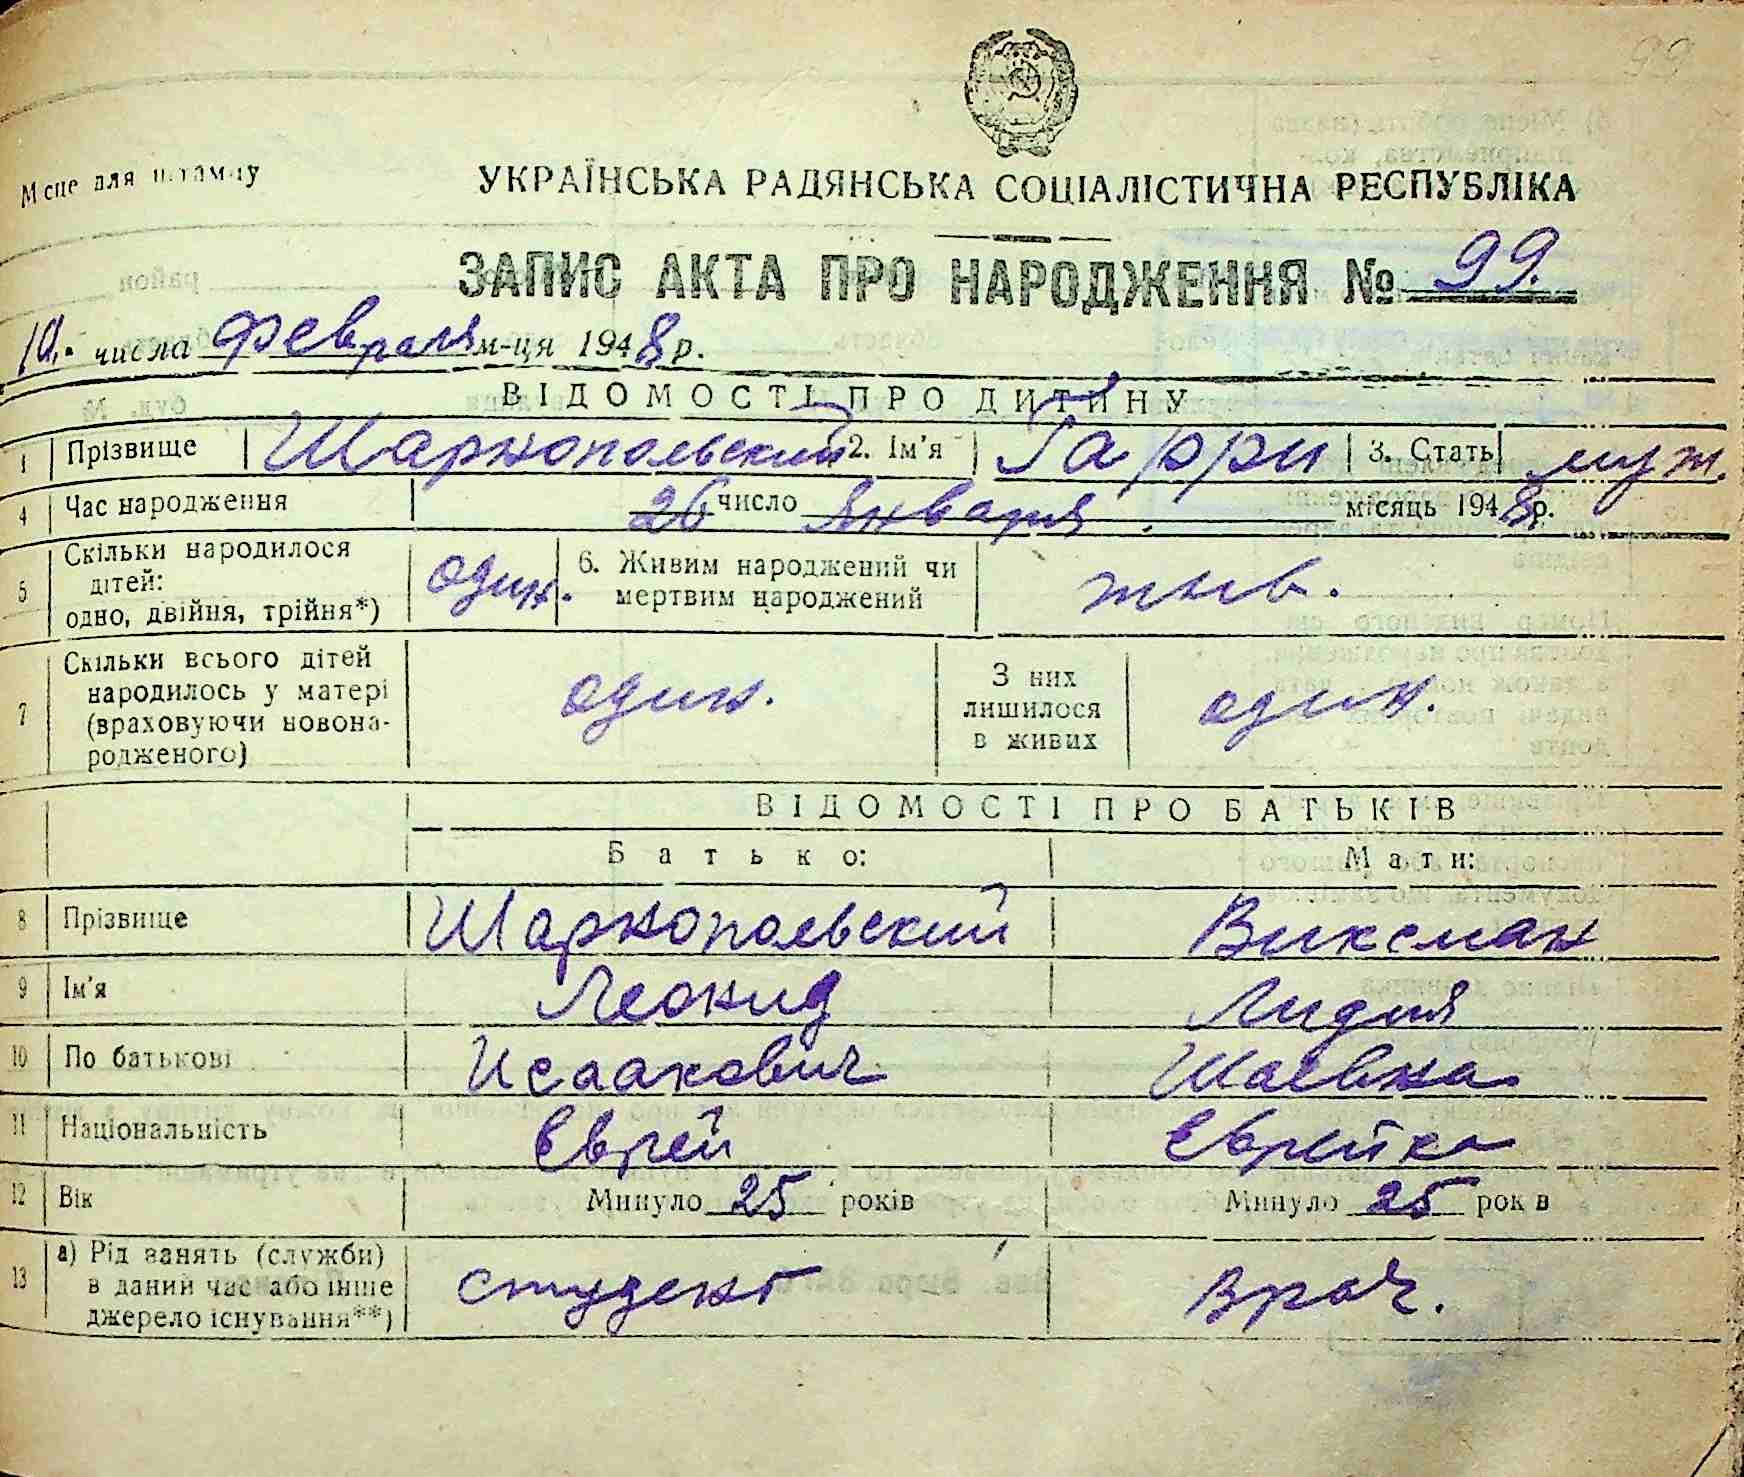 99
Місце для штампу
УКРАЇНСЬКА РАДЯНСЬКА СОЦІАЛІСТИЧНА РЕСПУБЛІКА
ЗАПИС АКТА ПРО НАРОДЖЕННЯ № 99.
10. числа февраля м-ця 1948 р.
ВІДОМОСТІ ПРО ДИТИНУ
1 Прізвище Шаркопольский 2. Ім'я Гарри 3. Стать муж.
4 Час народження 26 число января. місяць 1948 р.
5 Скільки народилося
дітей:
одно, двійня, трійня*) один. 6. Живим народжений чи
мертвим народжений жив.
7 Скільки всього дітей
народилось у матері
(враховуючи новона-
родженого) один. З них
лишилося
в живих один.
ВІДОМОСТІ ПРО БАТЬКІВ
Батько: Мати:
8 Прізвище Шаркопольский Виксман
9 Ім'я Леонид Лидия
10 По батькові Исаакович Шаевна
11 Національність Еврей Еврейка
12 Вік Минуло 25 років Минуло 25 років
13 а) Рід занять (служби)
в даний час або інше
джерело існування**) студент врач.